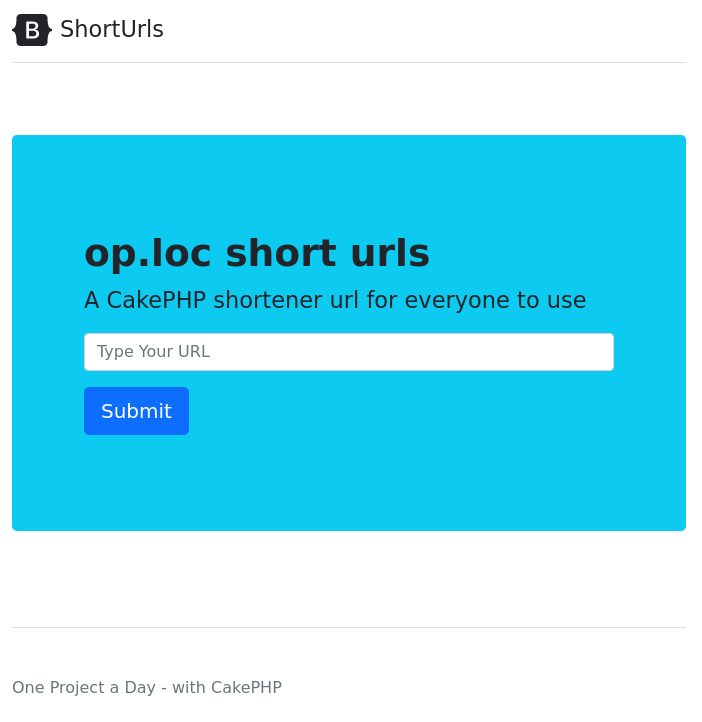 B ShortUrls
op.loc short urls
A CakePHP shortener url for everyone to use
Type Your URL
Submit
One Project a Day - with CakePHP